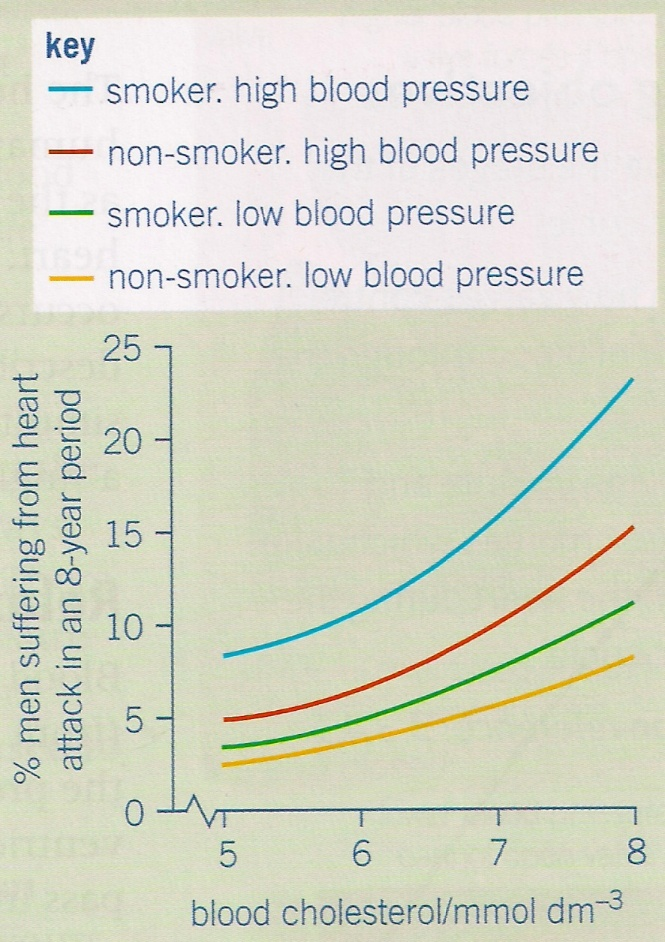 key
smoker. high blood pressure
non-smoker. high blood pressure
smoker. low blood pressure
non-smoker. low blood pressure
% men suffering from heart
attack in an 8-year period
25
20
15
10
5
0
5 6 7 8
blood cholesterol/mmol dm⁻³